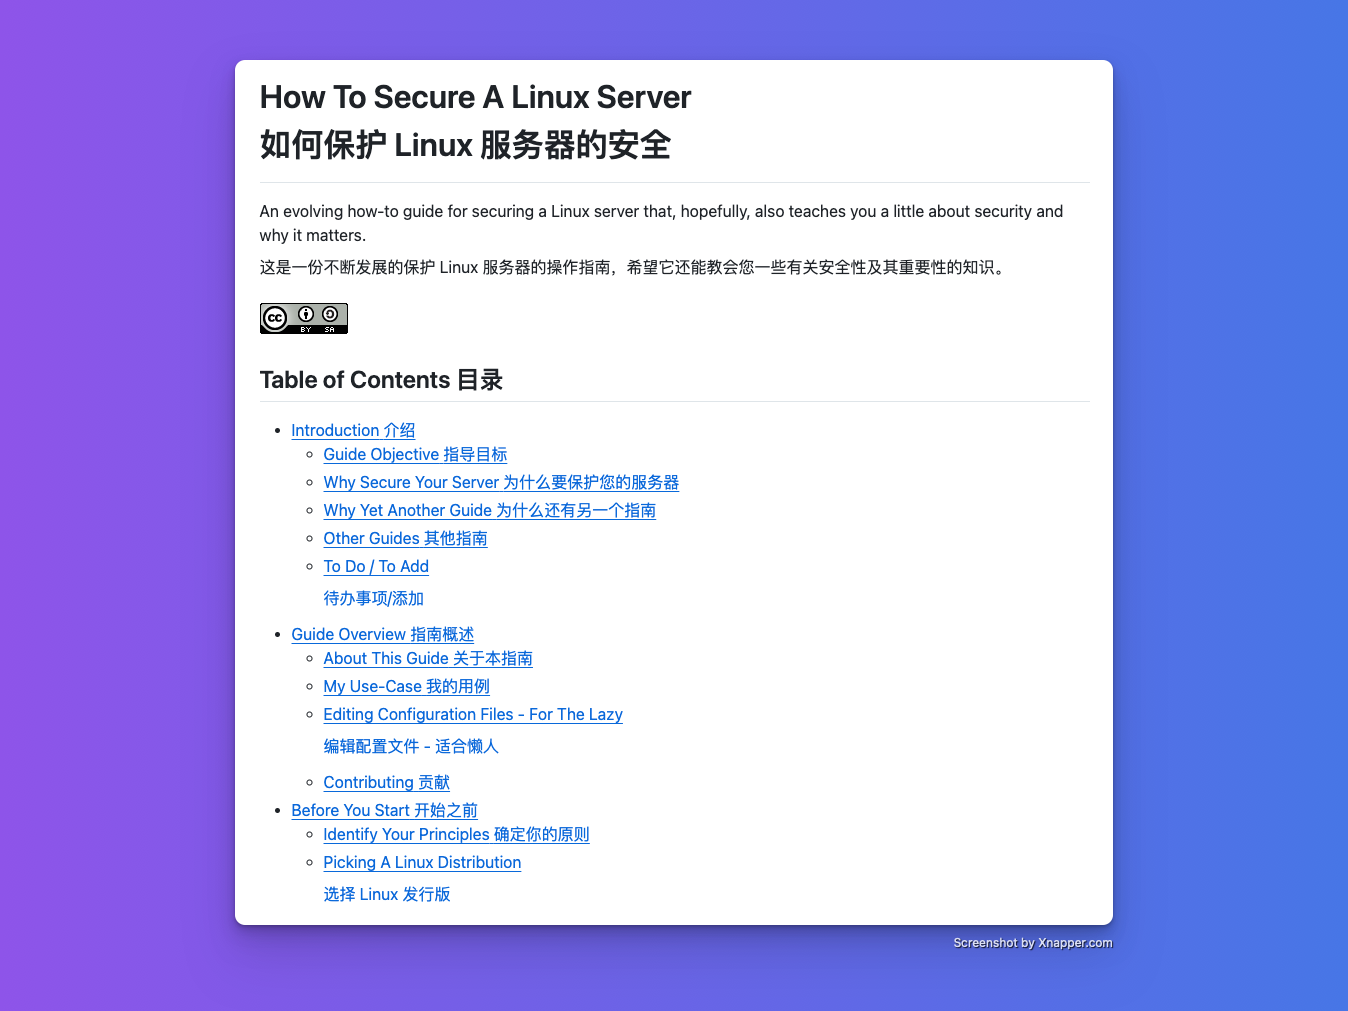 How To Secure A Linux Server
如何保护 Linux 服务器的安全
An evolving how-to guide for securing a Linux server that, hopefully, also teaches you a little about security and
why it matters.
这是一份不断发展的保护 Linux 服务器的操作指南，希望它还能教会您一些有关安全性及其重要性的知识。
cc BY SA
Table of Contents 目录
Introduction 介绍
Guide Objective 指导目标
Why Secure Your Server 为什么要保护您的服务器
Why Yet Another Guide 为什么还有另一个指南
Other Guides 其他指南
To Do / To Add
待办事项/添加
Guide Overview 指南概述
About This Guide 关于本指南
My Use-Case 我的用例
Editing Configuration Files - For The Lazy
编辑配置文件 - 适合懒人
Contributing 贡献
Before You Start 开始之前
Identify Your Principles 确定你的原则
Picking A Linux Distribution
选择 Linux 发行版
Screenshot by Xnapper.com